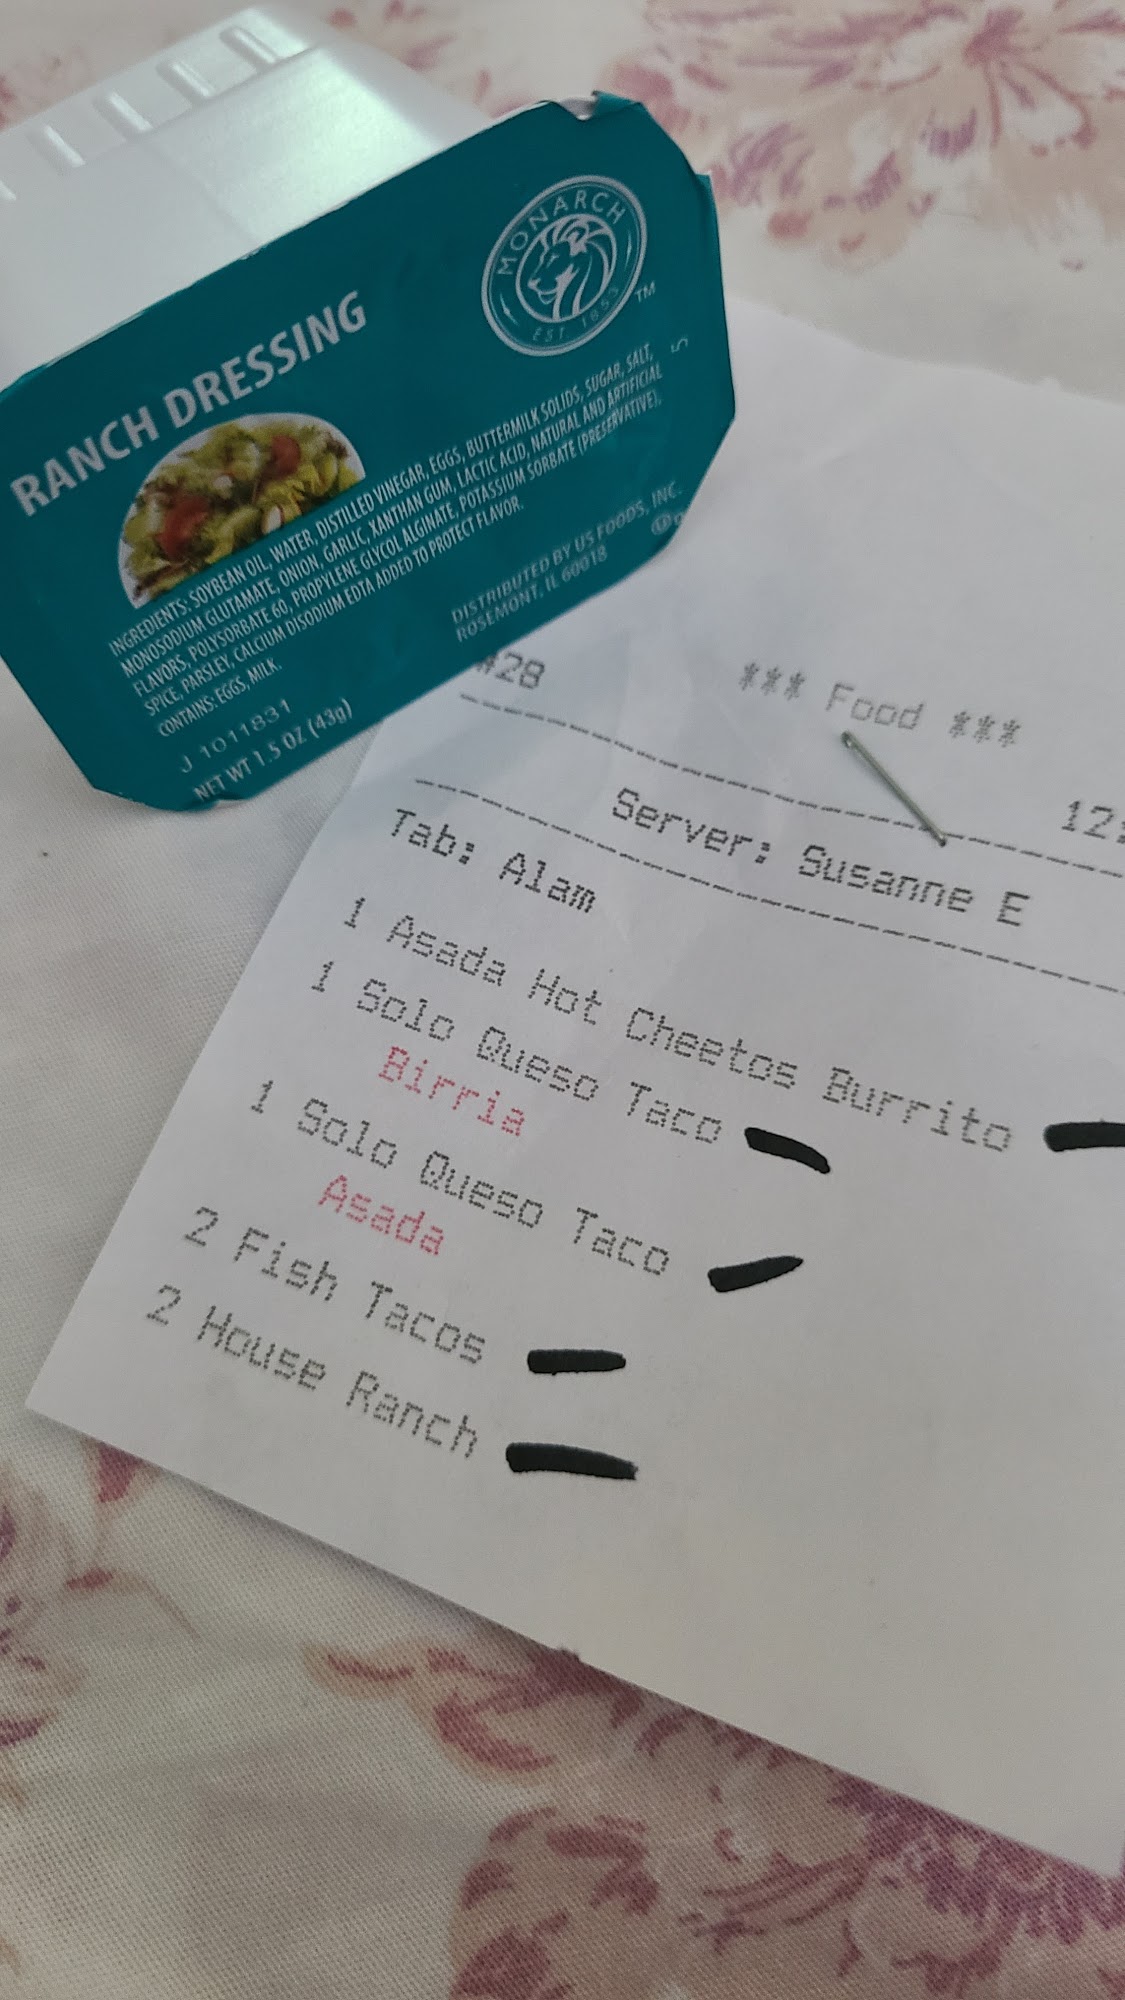 MONARCH
EST. 1853
TM
RANCH DRESSING
5
INGREDIENTS: SOYBEAN OIL, WATER, DISTILLED VINEGAR, EGGS, BUTTERMILK SOLIDS, SUGAR, SALT,
MONOSODIUM GLUTAMATE, ONION, GARLIC, XANTHAN GUM, LACTIC ACID, NATURAL AND ARTIFICIAL
FLAVORS, POLYSORBATE 60, PROPYLENE GLYCOL ALGINATE, POTASSIUM SORBATE (PRESERVATIVE),
SPICE, PARSLEY, CALCIUM DISODIUM EDTA ADDED TO PROTECT FLAVOR.
CONTAINS: EGGS, MILK.
DISTRIBUTED BY US FOODS, INC.
ROSEMONT, IL 60018
J 1011831
NET WT 1.5 OZ (43g)
#28 *** Food ***
12:
Server: Susanne E
Tab: Alam
1 Asada Hot Cheetos Burrito
1 Solo Queso Taco
Birria
1 Solo Queso Taco
Asada
2 Fish Tacos
2 House Ranch